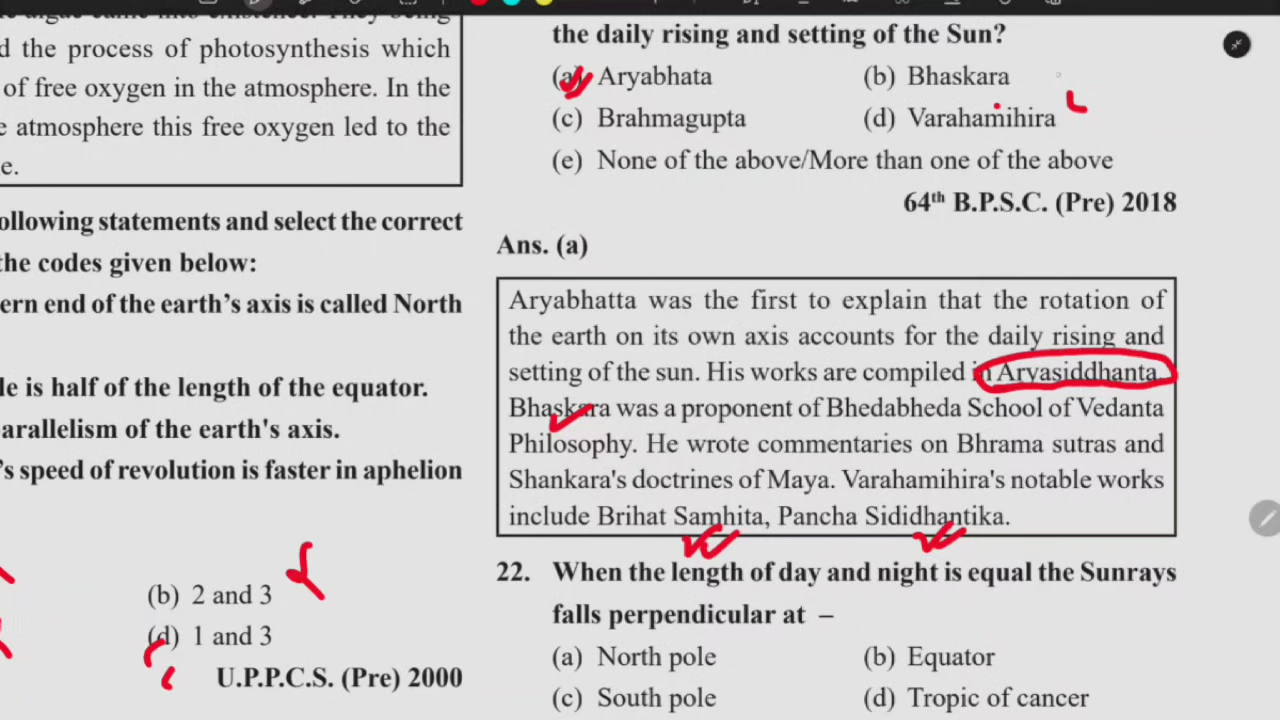 d the process of photosynthesis which
of free oxygen in the atmosphere. In the
e atmosphere this free oxygen led to the
e.
ollowing statements and select the correct
the codes given below:
ern end of the earth's axis is called North
le is half of the length of the equator.
arallelism of the earth's axis.
's speed of revolution is faster in aphelion
(b) 2 and 3
(d) 1 and 3
U.P.P.C.S. (Pre) 2000
the daily rising and setting of the Sun?
(a) Aryabhata (b) Bhaskara
(c) Brahmagupta (d) Varahamihira
(e) None of the above/More than one of the above
64th B.P.S.C. (Pre) 2018
Ans. (a)
Aryabhatta was the first to explain that the rotation of
the earth on its own axis accounts for the daily rising and
setting of the sun. His works are compiled in Aryasiddhanta.
Bhaskara was a proponent of Bhedabheda School of Vedanta
Philosophy. He wrote commentaries on Bhrama sutras and
Shankara's doctrines of Maya. Varahamihira's notable works
include Brihat Samhita, Pancha Sididhantika.
22. When the length of day and night is equal the Sunrays
falls perpendicular at –
(a) North pole (b) Equator
(c) South pole (d) Tropic of cancer